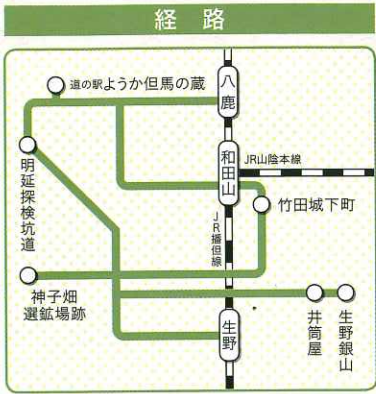 経路
道の駅ようか但馬の蔵
八鹿
和田山
JR山陰本線
明延探検坑道
竹田城下町
JR播但線
神子畑
選鉱場跡
生野
井筒屋
生野銀山